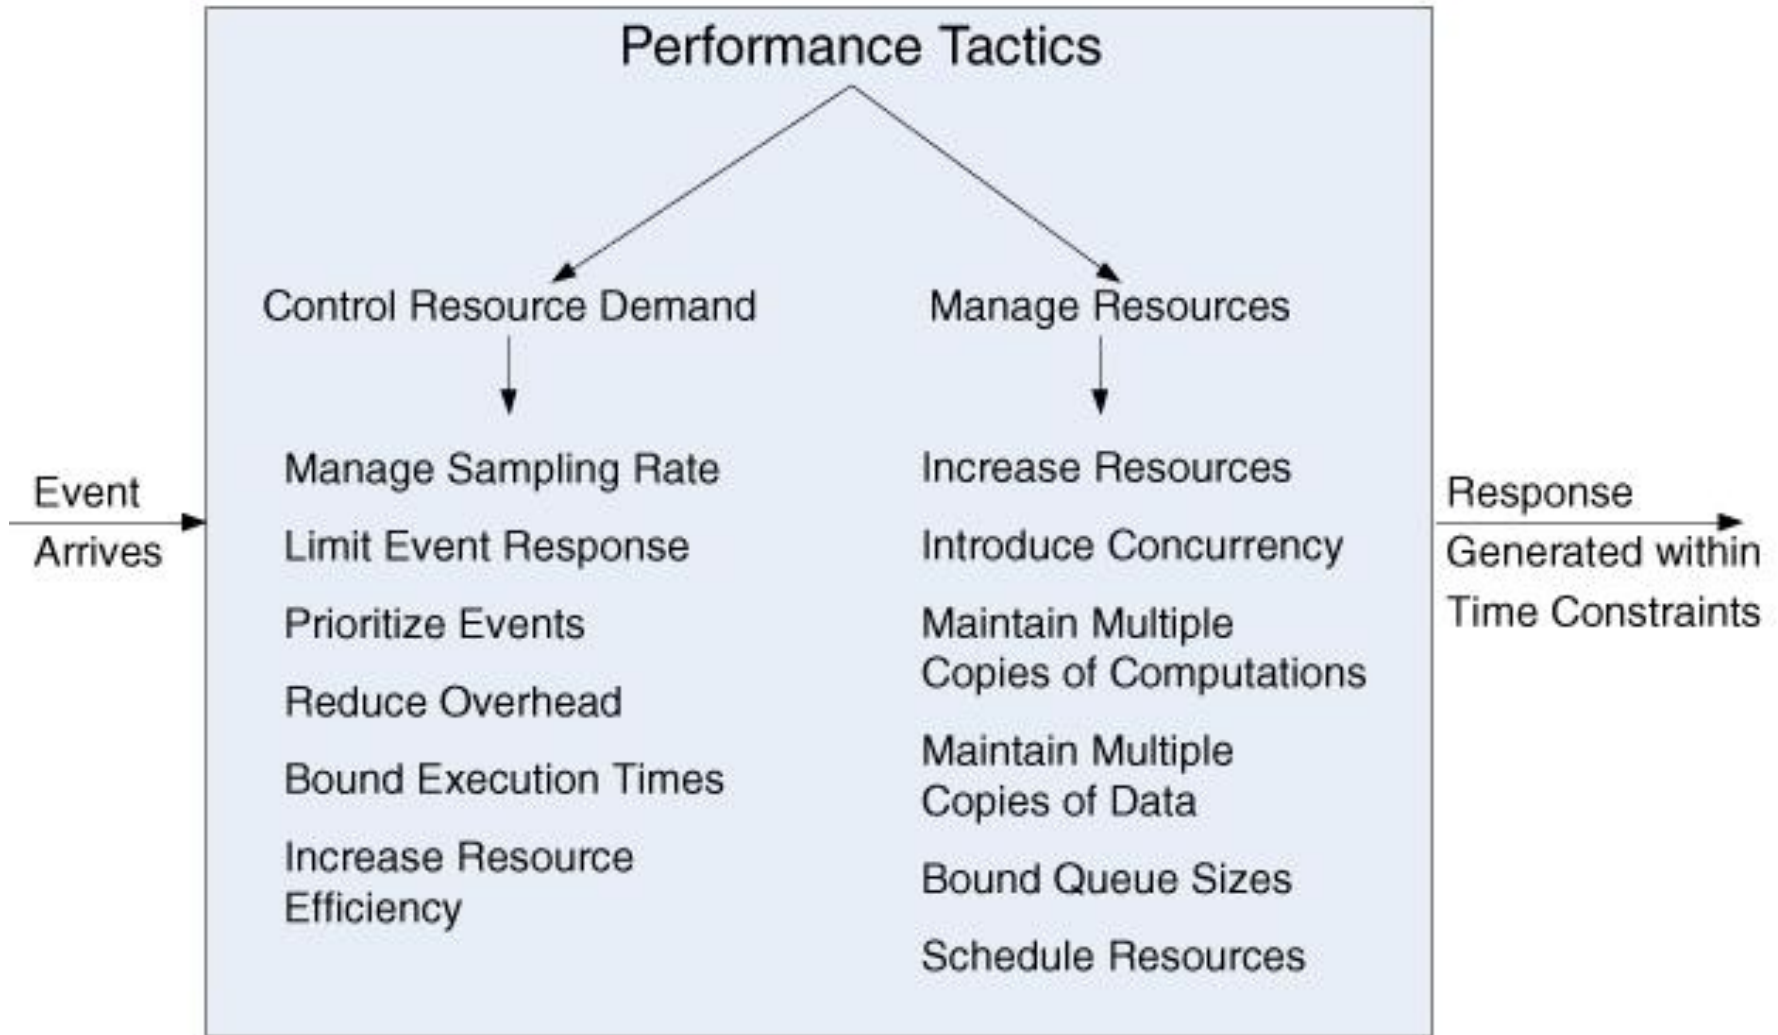 Performance Tactics
Control Resource Demand
Manage Sampling Rate
Limit Event Response
Prioritize Events
Reduce Overhead
Bound Execution Times
Increase Resource
Efficiency
Manage Resources
Increase Resources
Introduce Concurrency
Maintain Multiple
Copies of Computations
Maintain Multiple
Copies of Data
Bound Queue Sizes
Schedule Resources
Event
Arrives
Response
Generated within
Time Constraints